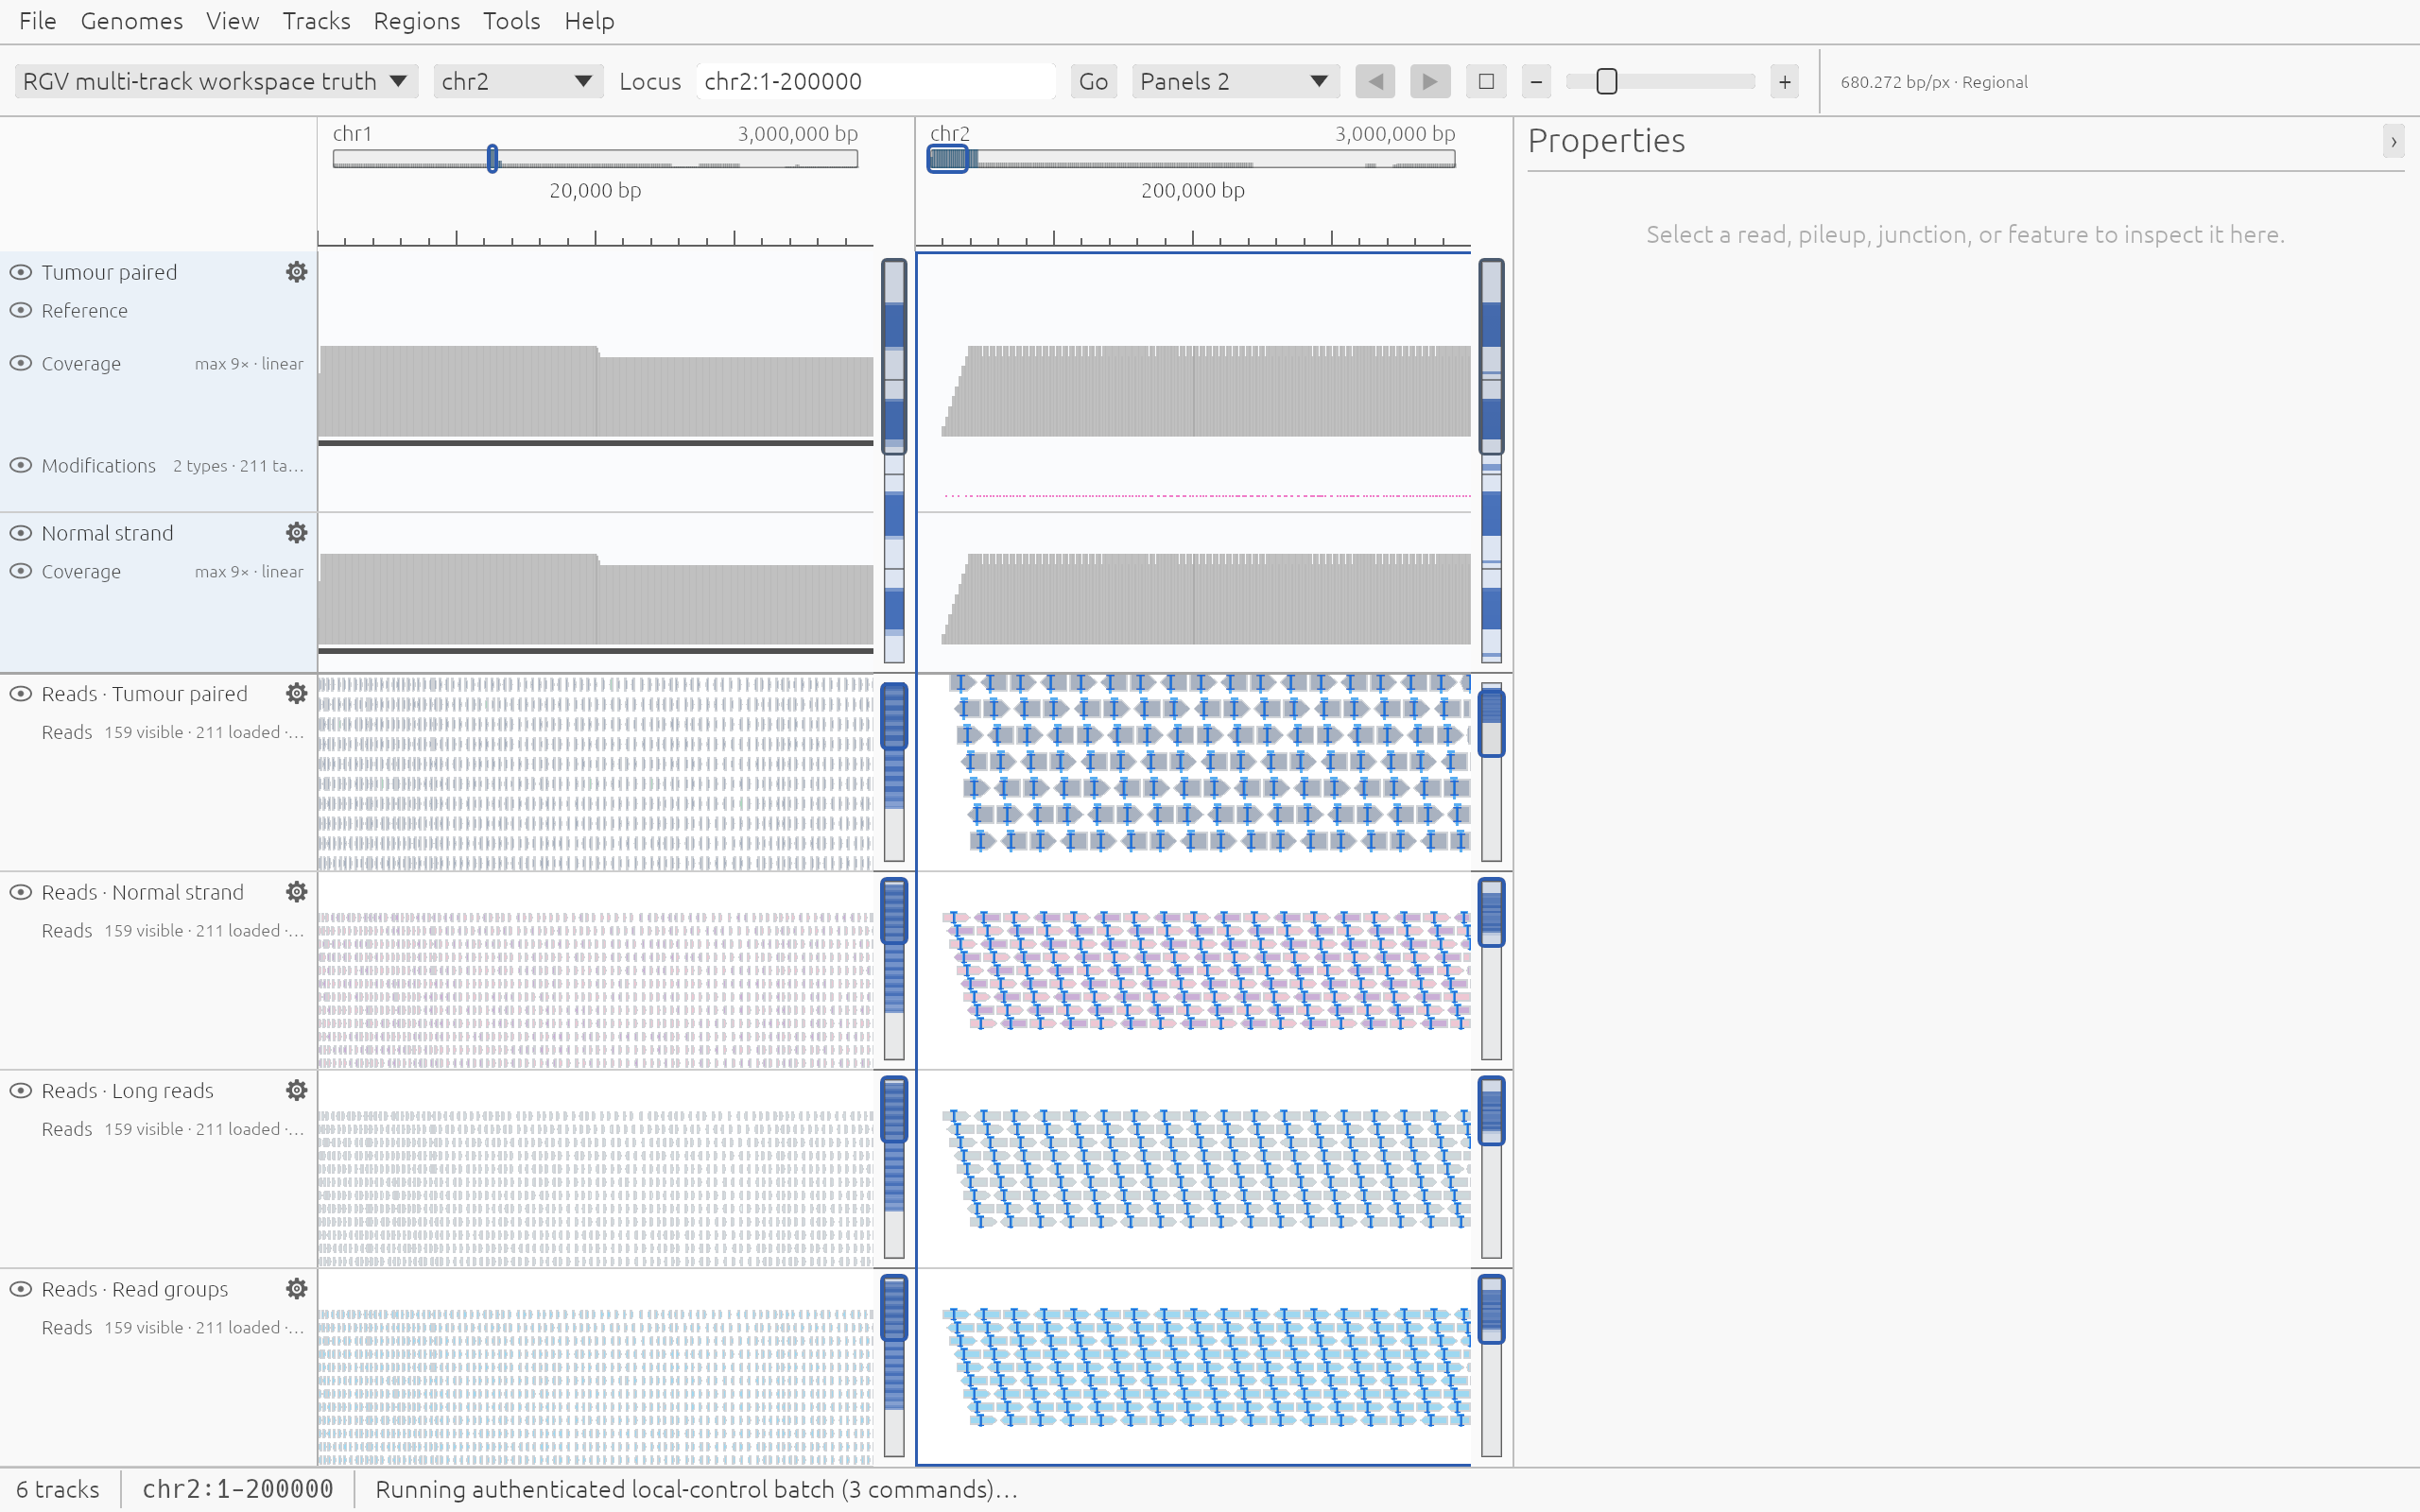 File Genomes View Tracks Regions Tools Help
RGV multi-track workspace truth chr2 Locus chr2:1-200000 Go Panels 2 − + 680.272 bp/px · Regional
chr1 3,000,000 bp
20,000 bp
chr2 3,000,000 bp
200,000 bp
Properties ›
Select a read, pileup, junction, or feature to inspect it here.
Tumour paired
Reference
Coverage max 9× · linear
Modifications 2 types · 211 ta…
Normal strand
Coverage max 9× · linear
Reads · Tumour paired
Reads 159 visible · 211 loaded ·…
Reads · Normal strand
Reads 159 visible · 211 loaded ·…
Reads · Long reads
Reads 159 visible · 211 loaded ·…
Reads · Read groups
Reads 159 visible · 211 loaded ·…
6 tracks chr2:1-200000 Running authenticated local-control batch (3 commands)…